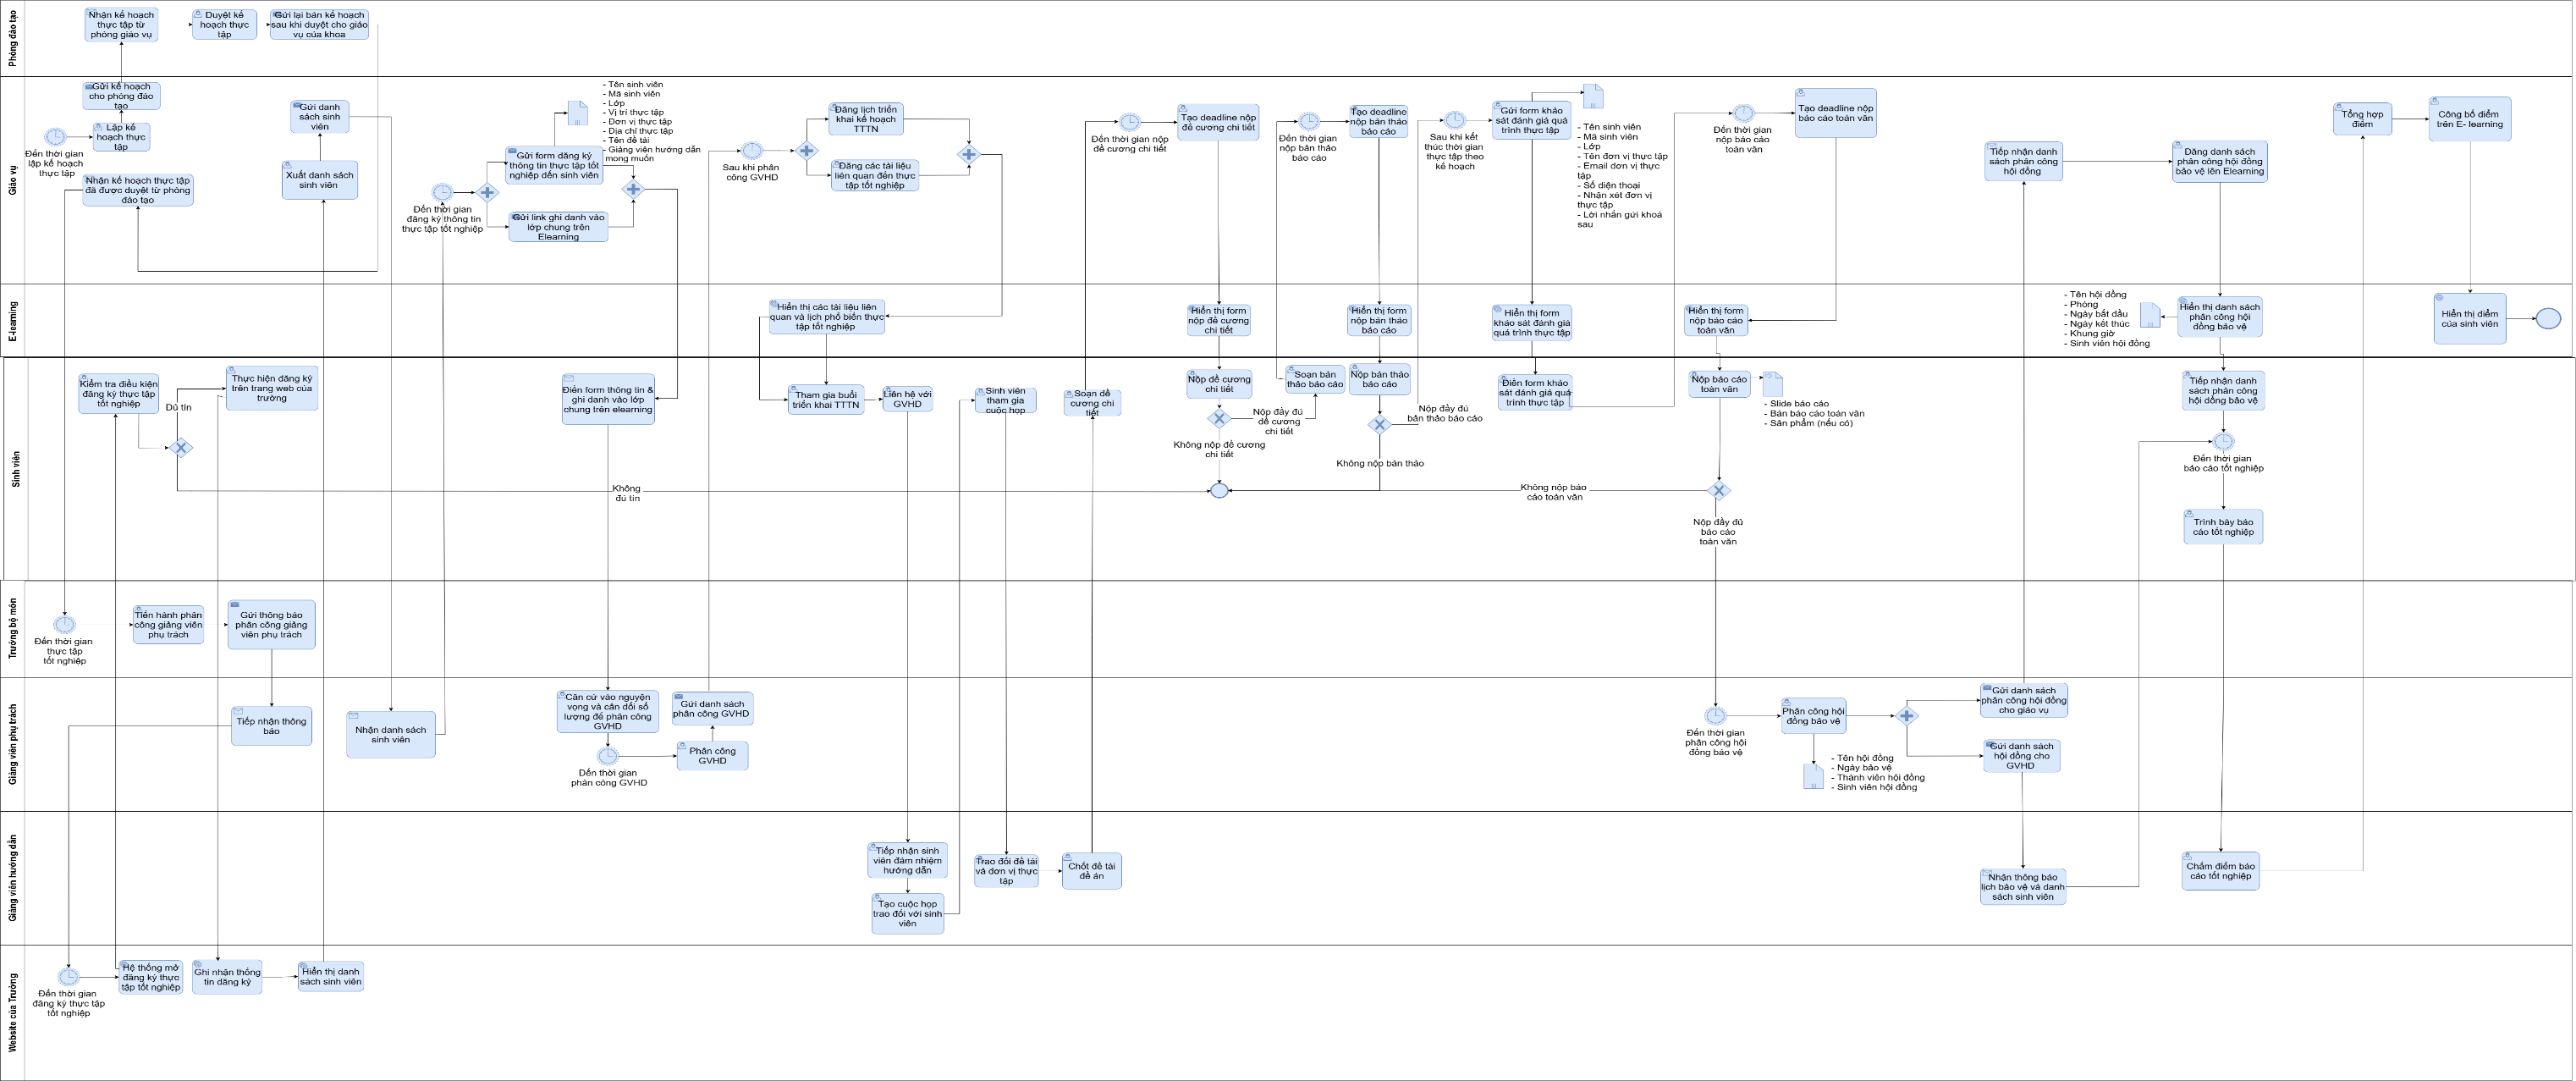 Phòng đào tạo
Nhận kế hoạch
thực tập từ
phòng giáo vụ
Duyệt kế
hoạch thực
tập
Gửi lại bản kế hoạch
sau khi duyệt cho giáo
vụ của khoa
Giáo vụ
Gửi kế hoạch
cho phòng đào
tạo
Lập kế
hoạch thực
tập
Đến thời gian
lập kế hoạch
thực tập
Nhận kế hoạch thực tập
đã được duyệt từ phòng
đào tạo
Gửi danh
sách sinh
viên
Xuất danh sách
sinh viên
Đến thời gian
đăng ký thông tin
thực tập tốt nghiệp
Gửi form đăng ký
thông tin thực tập tốt
nghiệp đến sinh viên
Gửi link ghi danh vào
lớp chung trên
Elearning
- Tên sinh viên
- Mã sinh viên
- Lớp
- Vị trí thực tập
- Đơn vị thực tập
- Địa chỉ thực tập
- Tên đề tài
- Giảng viên hướng dẫn
mong muốn
Sau khi phân
công GVHD
Đăng lịch triển
khai kế hoạch
TTTN
Đăng các tài liệu
liên quan đến thực
tập tốt nghiệp
Đến thời gian nộp
đề cương chi tiết
Tạo deadline nộp
đề cương chi tiết
Đến thời gian
nộp bản thảo
báo cáo
Tạo deadline
nộp bản thảo
báo cáo
Sau khi kết
thúc thời gian
thực tập theo
kế hoạch
Gửi form khảo
sát đánh giá quá
trình thực tập
- Tên sinh viên
- Mã sinh viên
- Lớp
- Tên đơn vị thực tập
- Email đơn vị thực
tập
- Số điện thoại
- Nhận xét đơn vị
thực tập
- Lời nhắn gửi khoá
sau
Đến thời gian
nộp báo cáo
toàn văn
Tạo deadline nộp
báo cáo toàn văn
Tiếp nhận danh
sách phân công
hội đồng
Đăng danh sách
phân công hội đồng
bảo vệ lên Elearning
Tổng hợp
điểm
Công bố điểm
trên E- learning
E-learning
Hiển thị các tài liệu liên
quan và lịch phổ biến thực
tập tốt nghiệp
Hiển thị form
nộp đề cương
chi tiết
Hiển thị form
nộp bản thảo
báo cáo
Hiển thị form
khảo sát đánh giá
quá trình thực tập
Hiển thị form
nộp báo cáo
toàn văn
- Tên hội đồng
- Phòng
- Ngày bắt đầu
- Ngày kết thúc
- Khung giờ
- Sinh viên hội đồng
Hiển thị danh sách
phân công hội
đồng bảo vệ
Hiển thị điểm
của sinh viên
Sinh viên
Kiểm tra điều kiện
đăng ký thực tập
tốt nghiệp
Đủ tín
Thực hiện đăng ký
trên trang web của
trường
Không
đủ tín
Điền form thông tin &
ghi danh vào lớp
chung trên elearning
Tham gia buổi
triển khai TTTN
Liên hệ với
GVHD
Sinh viên
tham gia
cuộc họp
Soạn đề
cương chi
tiết
Nộp đề cương
chi tiết
Nộp đầy đủ
đề cương
chi tiết
Không nộp đề cương
chi tiết
Soạn bản
thảo báo cáo
Nộp bản thảo
báo cáo
Nộp đầy đủ
bản thảo báo cáo
Không nộp bản thảo
Điền form khảo
sát đánh giá quá
trình thực tập
Không nộp báo
cáo toàn văn
Nộp báo cáo
toàn văn
- Slide báo cáo
- Bản báo cáo toàn văn
- Sản phẩm (nếu có)
Nộp đầy đủ
báo cáo
toàn văn
Tiếp nhận danh
sách phân công
hội đồng bảo vệ
Đến thời gian
báo cáo tốt nghiệp
Trình bày báo
cáo tốt nghiệp
Trưởng bộ môn
Đến thời gian
thực tập
tốt nghiệp
Tiến hành phân
công giảng viên
phụ trách
Gửi thông báo
phân công giảng
viên phụ trách
Giảng viên phụ trách
Tiếp nhận thông
báo
Nhận danh sách
sinh viên
Căn cứ vào nguyện
vọng và cân đối số
lượng để phân công
GVHD
Đến thời gian
phân công GVHD
Gửi danh sách
phân công GVHD
Phân công
GVHD
Đến thời gian
phân công hội
đồng bảo vệ
Phân công hội
đồng bảo vệ
- Tên hội đồng
- Ngày bảo vệ
- Thành viên hội đồng
- Sinh viên hội đồng
Gửi danh sách
phân công hội đồng
cho giáo vụ
Gửi danh sách
hội đồng cho
GVHD
Giảng viên hướng dẫn
Tiếp nhận sinh
viên đảm nhiệm
hướng dẫn
Tạo cuộc họp
trao đổi với sinh
viên
Trao đổi đề tài
và đơn vị thực
tập
Chốt đề tài
đề án
Nhận thông báo
lịch bảo vệ và danh
sách sinh viên
Chấm điểm báo
cáo tốt nghiệp
Website của Trường
Đến thời gian
đăng ký thực tập
tốt nghiệp
Hệ thống mở
đăng ký thực
tập tốt nghiệp
Ghi nhận thông
tin đăng ký
Hiển thị danh
sách sinh viên